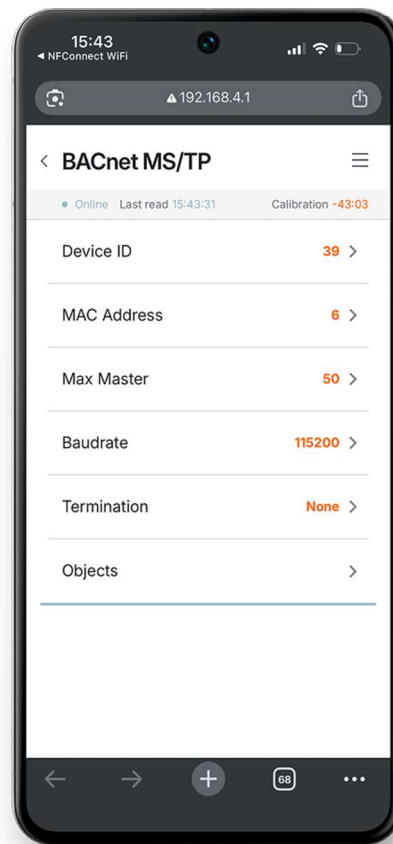 15:43
◀ NFConnect WiFi
192.168.4.1
BACnet MS/TP
Online Last read 15:43:31 Calibration -43:03
Device ID 39
MAC Address 6
Max Master 50
Baudrate 115200
Termination None
Objects
68